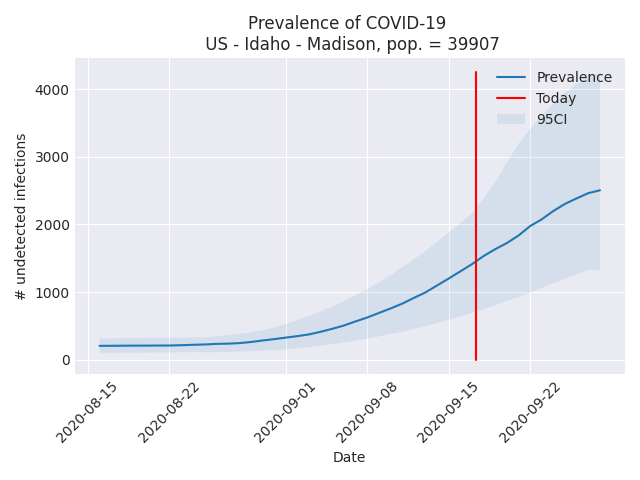 Prevalence of COVID-19
US - Idaho - Madison, pop. = 39907
# undetected infections
4000
3000
2000
1000
0
Prevalence
Today
95CI
2020-08-15
2020-08-22
2020-09-01
2020-09-08
2020-09-15
2020-09-22
Date